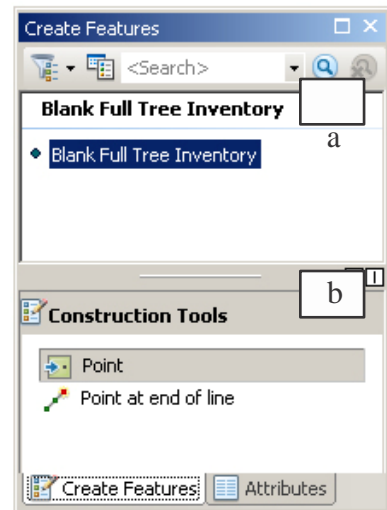 Create Features
<Search>
Blank Full Tree Inventory
a
Blank Full Tree Inventory
b
Construction Tools
Point
Point at end of line
Create Features Attributes